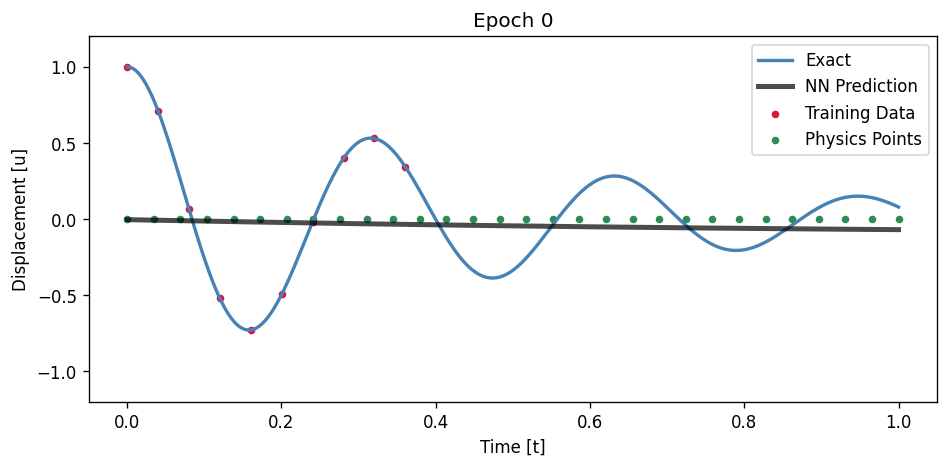 Epoch 0
Exact
NN Prediction
Training Data
Physics Points
Displacement [u]
1.0
0.5
0.0
−0.5
−1.0
0.0 0.2 0.4 0.6 0.8 1.0
Time [t]